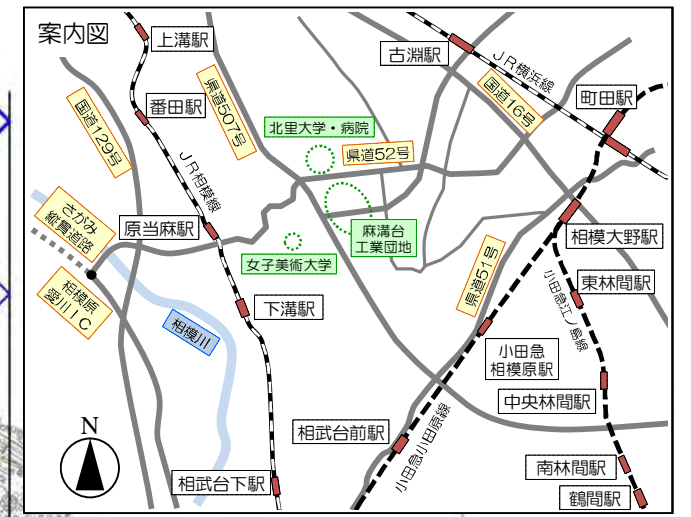 案内図
上溝駅
古淵駅
JR横浜線
国道16号
町田駅
国道129号
番田駅
県道507号
北里大学・病院
県道52号
JR相模線
さがみ
縦貫道路
原当麻駅
麻溝台
工業団地
女子美術大学
相模大野駅
県道51号
東林間駅
小田急江ノ島線
相模原
愛川IC
相模川
下溝駅
小田急
相模原駅
中央林間駅
N
相武台前駅
小田急小田原線
相武台下駅
南林間駅
鶴間駅